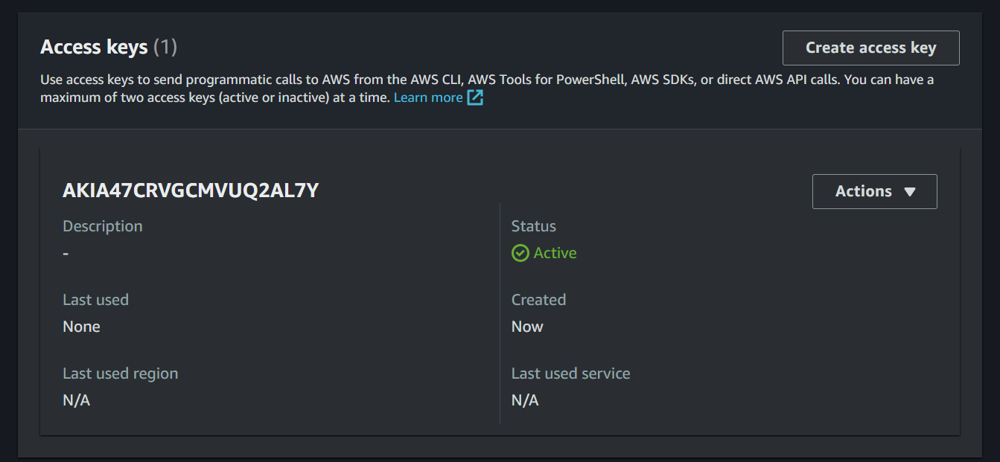 Access keys (1)
Create access key
Use access keys to send programmatic calls to AWS from the AWS CLI, AWS Tools for PowerShell, AWS SDKs, or direct AWS API calls. You can have a
maximum of two access keys (active or inactive) at a time. Learn more
AKIA47CRVGCMVUQ2AL7Y
Actions
Description
-
Status
Active
Last used
None
Created
Now
Last used region
N/A
Last used service
N/A